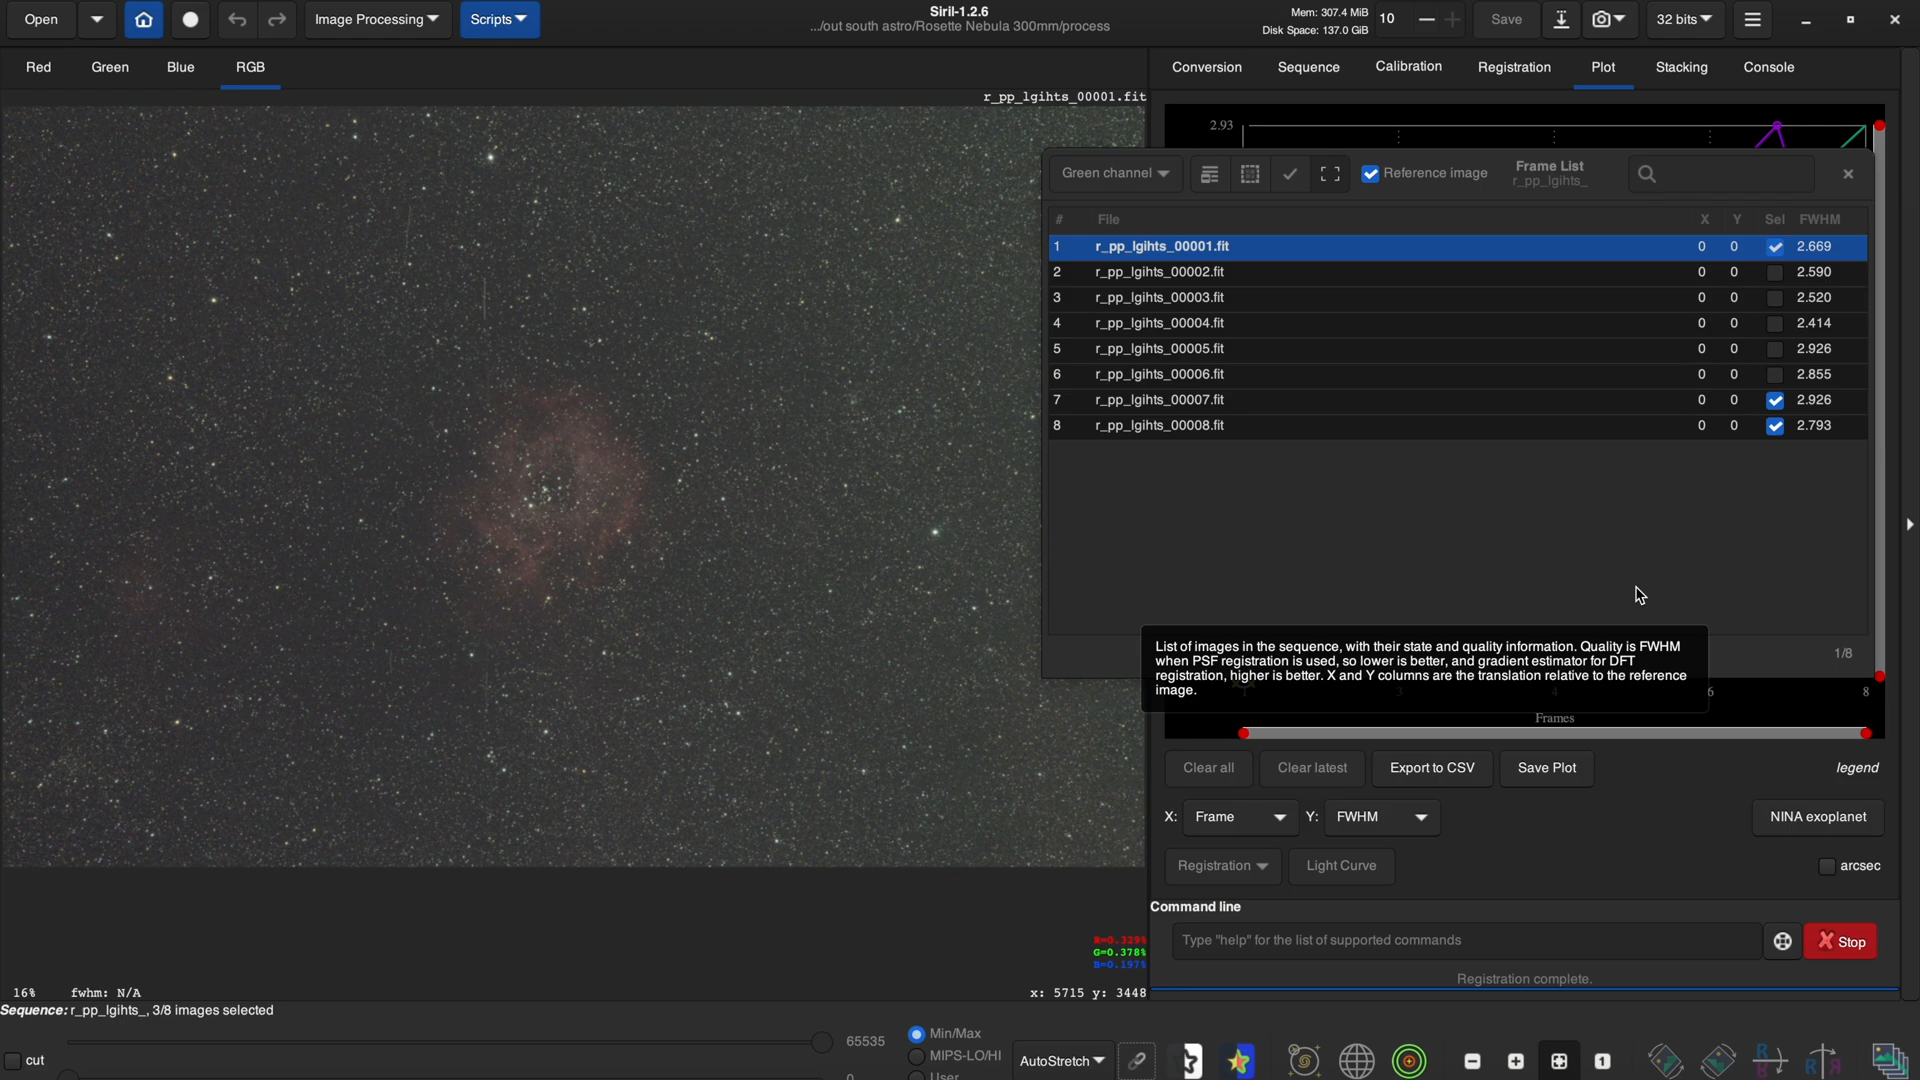 Open
Image Processing
Scripts
Siril-1.2.6
.../out south astro/Rosette Nebula 300mm/process
Mem: 307.4 MiB
Disk Space: 137.0 GiB
10
Save
32 bits
Red
Green
Blue
RGB
Conversion
Sequence
Calibration
Registration
Plot
Stacking
Console
r_pp_lgihts_00001.fit
2.93
Green channel
Reference image
Frame List
r_pp_lgihts_
# File X Y Sel FWHM
1 r_pp_lgihts_00001.fit 0 0 2.669
2 r_pp_lgihts_00002.fit 0 0 2.590
3 r_pp_lgihts_00003.fit 0 0 2.520
4 r_pp_lgihts_00004.fit 0 0 2.414
5 r_pp_lgihts_00005.fit 0 0 2.926
6 r_pp_lgihts_00006.fit 0 0 2.855
7 r_pp_lgihts_00007.fit 0 0 2.926
8 r_pp_lgihts_00008.fit 0 0 2.793
1/8
List of images in the sequence, with their state and quality information. Quality is FWHM
when PSF registration is used, so lower is better, and gradient estimator for DFT
registration, higher is better. X and Y columns are the translation relative to the reference
image.
6 8
Frames
Clear all
Clear latest
Export to CSV
Save Plot
legend
X: Frame Y: FWHM
NINA exoplanet
Registration
Light Curve
arcsec
Command line
Type "help" for the list of supported commands
Stop
Registration complete.
R=0.329%
G=0.378%
B=0.197%
16% fwhm: N/A
x: 5715 y: 3448
Sequence: r_pp_lgihts_, 3/8 images selected
cut
65535
0
Min/Max
MIPS-LO/HI
User
AutoStretch